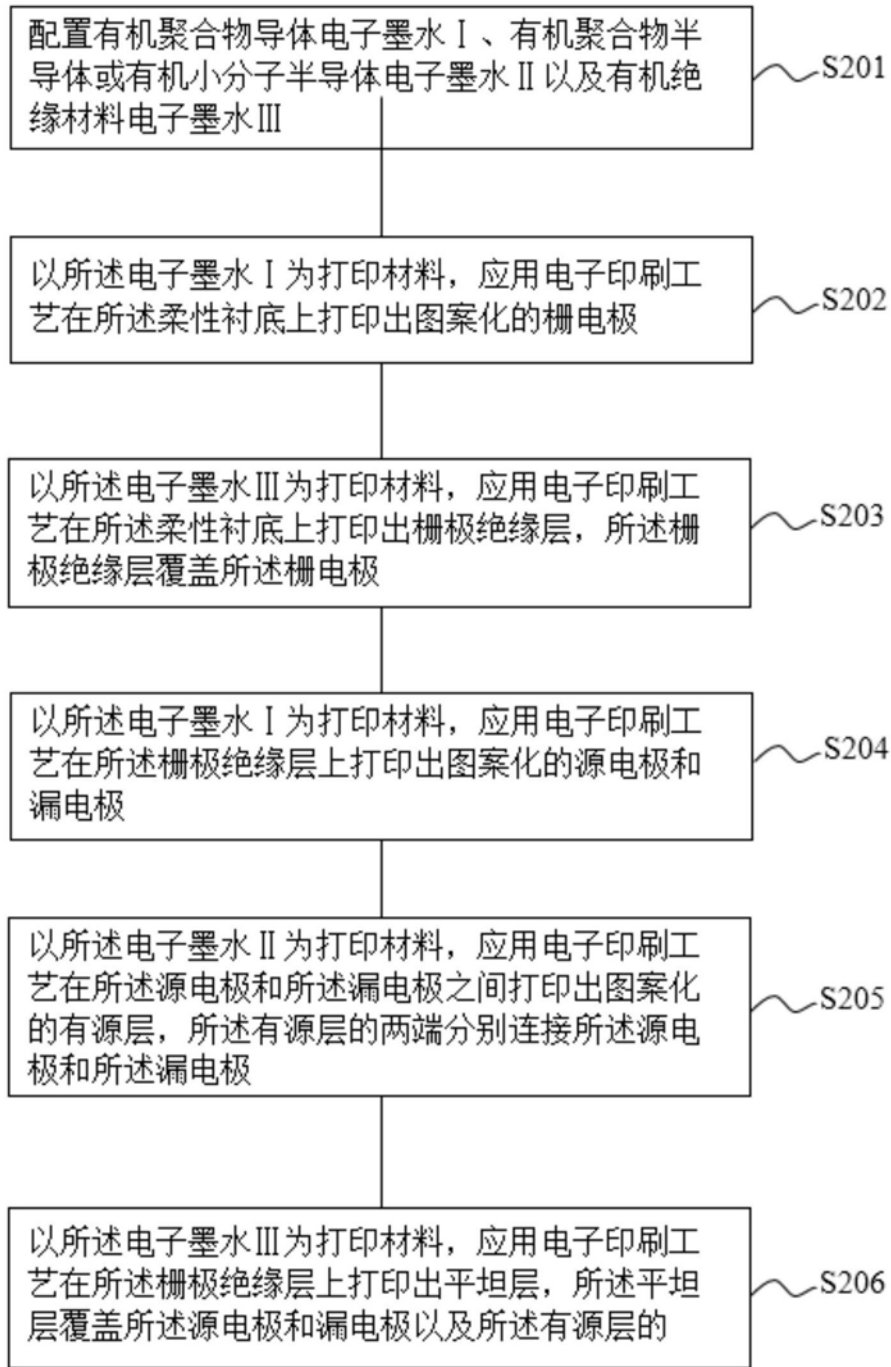 配置有机聚合物导体电子墨水Ⅰ、有机聚合物半
导体或有机小分子半导体电子墨水Ⅱ以及有机绝
缘材料电子墨水Ⅲ
S201
以所述电子墨水Ⅰ为打印材料，应用电子印刷工
艺在所述柔性衬底上打印出图案化的栅电极
S202
以所述电子墨水Ⅲ为打印材料，应用电子印刷工
艺在所述柔性衬底上打印出栅极绝缘层，所述栅
极绝缘层覆盖所述栅电极
S203
以所述电子墨水Ⅰ为打印材料，应用电子印刷工
艺在所述栅极绝缘层上打印出图案化的源电极和
漏电极
S204
以所述电子墨水Ⅱ为打印材料，应用电子印刷工
艺在所述源电极和所述漏电极之间打印出图案化
的有源层，所述有源层的两端分别连接所述源电
极和所述漏电极
S205
以所述电子墨水Ⅲ为打印材料，应用电子印刷工
艺在所述栅极绝缘层上打印出平坦层，所述平坦
层覆盖所述源电极和漏电极以及所述有源层的
S206